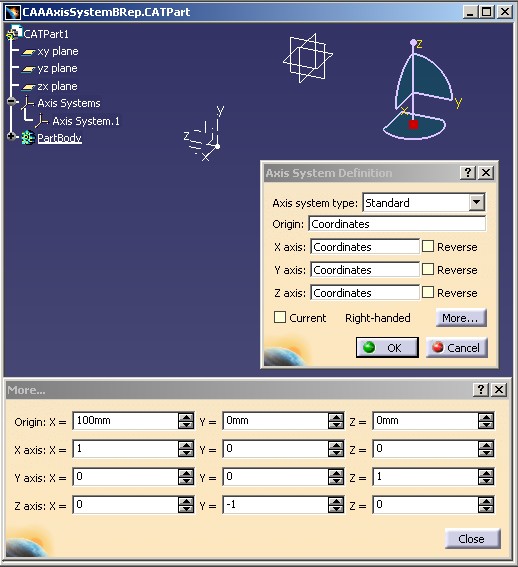 CAAAxisSystemBRep.CATPart
CATPart1
xy plane
yz plane
zx plane
Axis Systems
Axis System.1
PartBody
y
z
x
z
y
x
Axis System Definition
Axis system type: Standard
Origin: Coordinates
X axis: Coordinates Reverse
Y axis: Coordinates Reverse
Z axis: Coordinates Reverse
Current Right-handed More...
OK Cancel
More...
Origin: X = 100mm Y = 0mm Z = 0mm
X axis: X = 1 Y = 0 Z = 0
Y axis: X = 0 Y = 0 Z = 1
Z axis: X = 0 Y = -1 Z = 0
Close